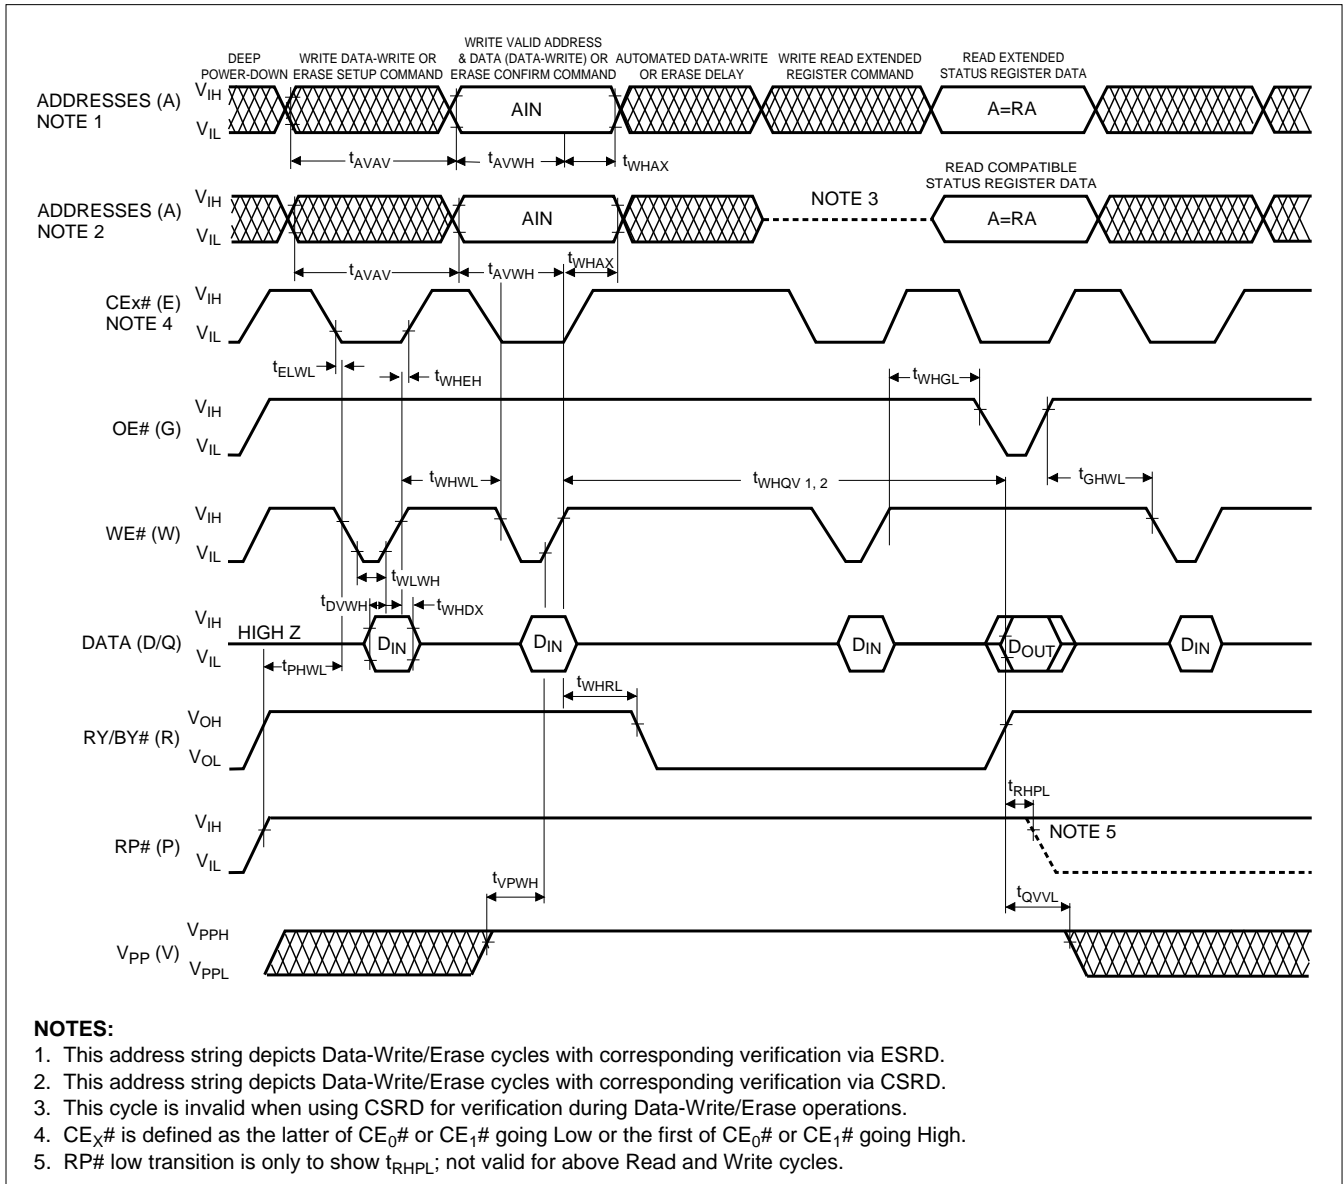 DEEP POWER-DOWN
WRITE DATA-WRITE OR ERASE SETUP COMMAND
WRITE VALID ADDRESS & DATA (DATA-WRITE) OR ERASE CONFIRM COMMAND
AUTOMATED DATA-WRITE OR ERASE DELAY
WRITE READ EXTENDED REGISTER COMMAND
READ EXTENDED STATUS REGISTER DATA
ADDRESSES (A)
NOTE 1
VIH
VIL
AIN
A=RA
tAVAV
tAVWH
tWHAX
READ COMPATIBLE
STATUS REGISTER DATA
ADDRESSES (A)
NOTE 2
VIH
VIL
AIN
NOTE 3
A=RA
tAVAV
tAVWH
tWHAX
CEx# (E)
NOTE 4
VIH
VIL
tELWL
tWHEH
tWHGL
OE# (G)
VIH
VIL
tWHWL
tWHQV 1, 2
tGHWL
WE# (W)
VIH
VIL
tWLWH
tDVWH
tWHDX
DATA (D/Q)
VIH
VIL
HIGH Z
DIN
DIN
DIN
DOUT
DIN
tPHWL
tWHRL
RY/BY# (R)
VOH
VOL
tRHPL
RP# (P)
VIH
VIL
NOTE 5
tVPWH
tQVVL
VPP (V)
VPPH
VPPL
NOTES:
1. This address string depicts Data-Write/Erase cycles with corresponding verification via ESRD.
2. This address string depicts Data-Write/Erase cycles with corresponding verification via CSRD.
3. This cycle is invalid when using CSRD for verification during Data-Write/Erase operations.
4. CEX# is defined as the latter of CE0# or CE1# going Low or the first of CE0# or CE1# going High.
5. RP# low transition is only to show tRHPL; not valid for above Read and Write cycles.